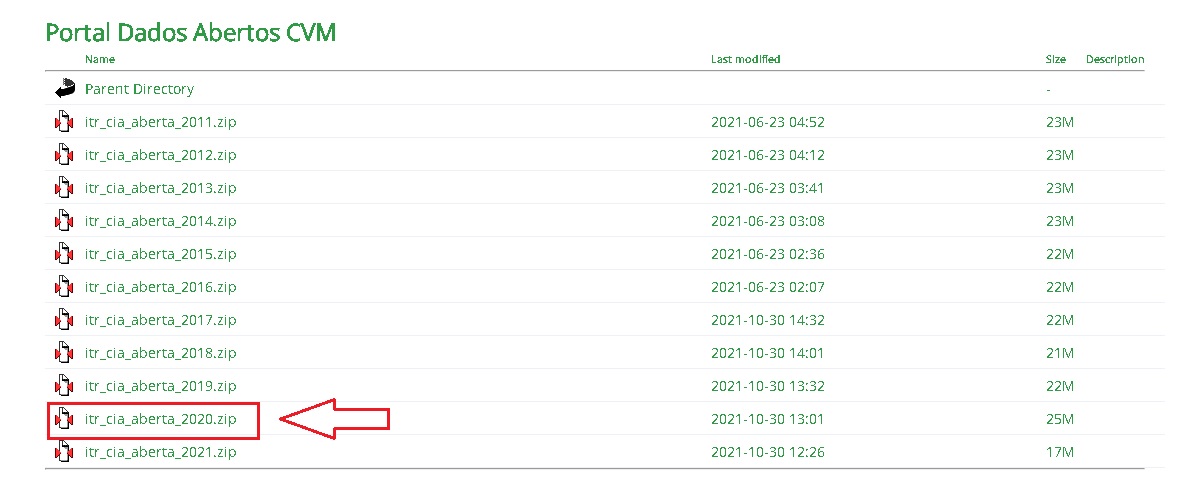 Portal Dados Abertos CVM
Name Last modified Size Description
Parent Directory -
itr_cia_aberta_2011.zip 2021-06-23 04:52 23M
itr_cia_aberta_2012.zip 2021-06-23 04:12 23M
itr_cia_aberta_2013.zip 2021-06-23 03:41 23M
itr_cia_aberta_2014.zip 2021-06-23 03:08 23M
itr_cia_aberta_2015.zip 2021-06-23 02:36 22M
itr_cia_aberta_2016.zip 2021-06-23 02:07 22M
itr_cia_aberta_2017.zip 2021-10-30 14:32 22M
itr_cia_aberta_2018.zip 2021-10-30 14:01 21M
itr_cia_aberta_2019.zip 2021-10-30 13:32 22M
itr_cia_aberta_2020.zip 2021-10-30 13:01 25M
itr_cia_aberta_2021.zip 2021-10-30 12:26 17M